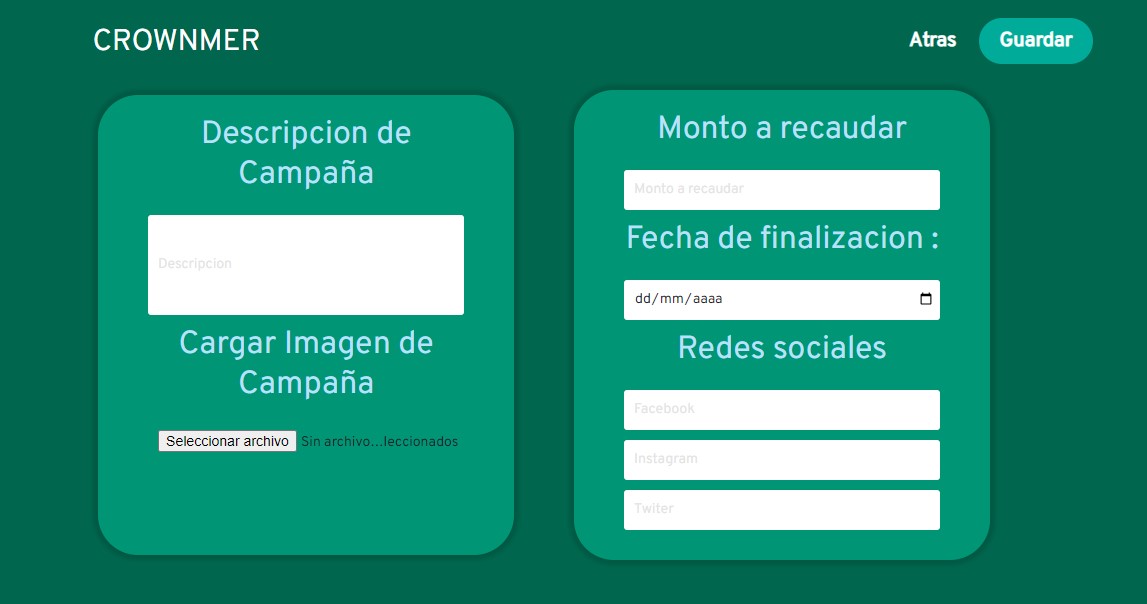 CROWNMER
Atras
Guardar
Descripcion de
Campaña
Descripcion
Cargar Imagen de
Campaña
Seleccionar archivo Sin archivo...leccionados
Monto a recaudar
Monto a recaudar
Fecha de finalizacion :
dd/mm/aaaa
Redes sociales
Facebook
Instagram
Twiter